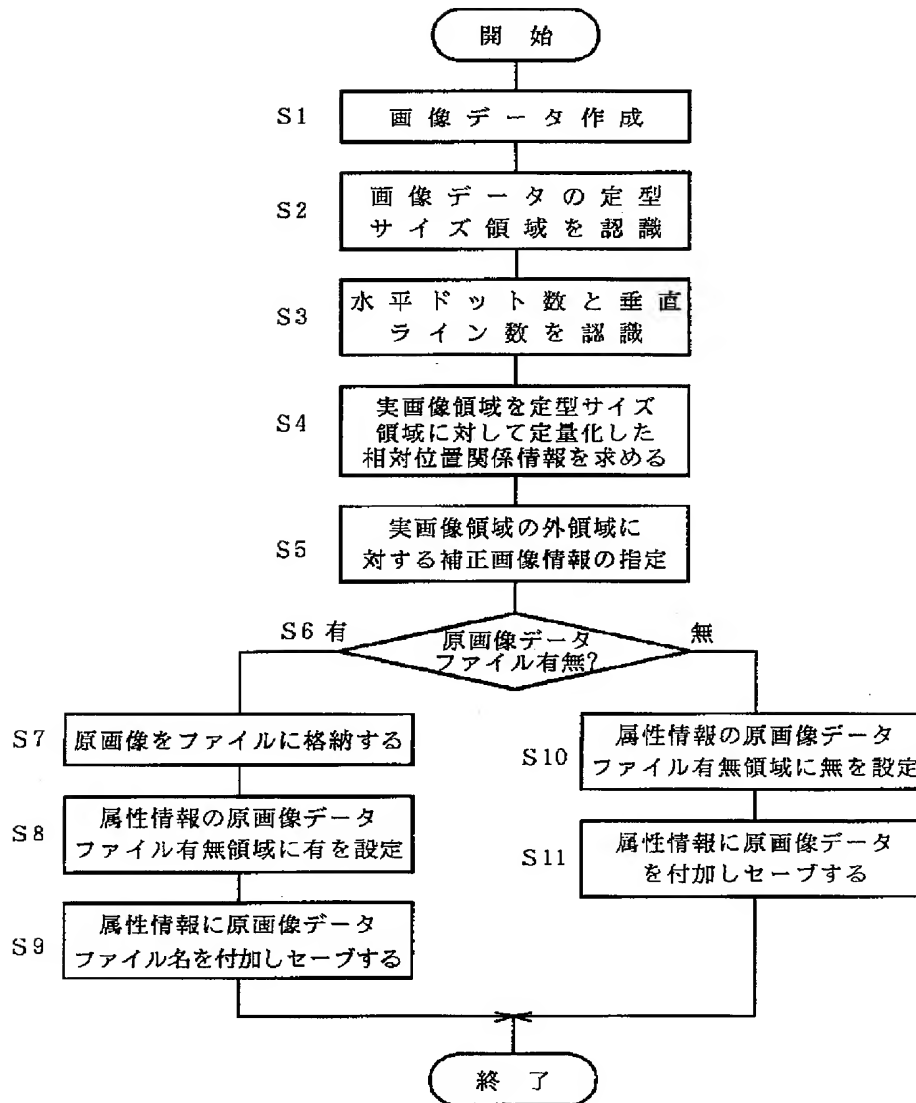 開始
S1
画像データ作成
S2
画像データの定型
サイズ領域を認識
S3
水平ドット数と垂直
ライン数を認識
S4
実画像領域を定型サイズ
領域に対して定量化した
相対位置関係情報を求める
S5
実画像領域の外領域に
対する補正画像情報の指定
S6 有
原画像データ
ファイル有無?
無
S7
原画像をファイルに格納する
S8
属性情報の原画像データ
ファイル有無領域に有を設定
S9
属性情報に原画像データ
ファイル名を付加しセーブする
S10
属性情報の原画像データ
ファイル有無領域に無を設定
S11
属性情報に原画像データ
を付加しセーブする
終了